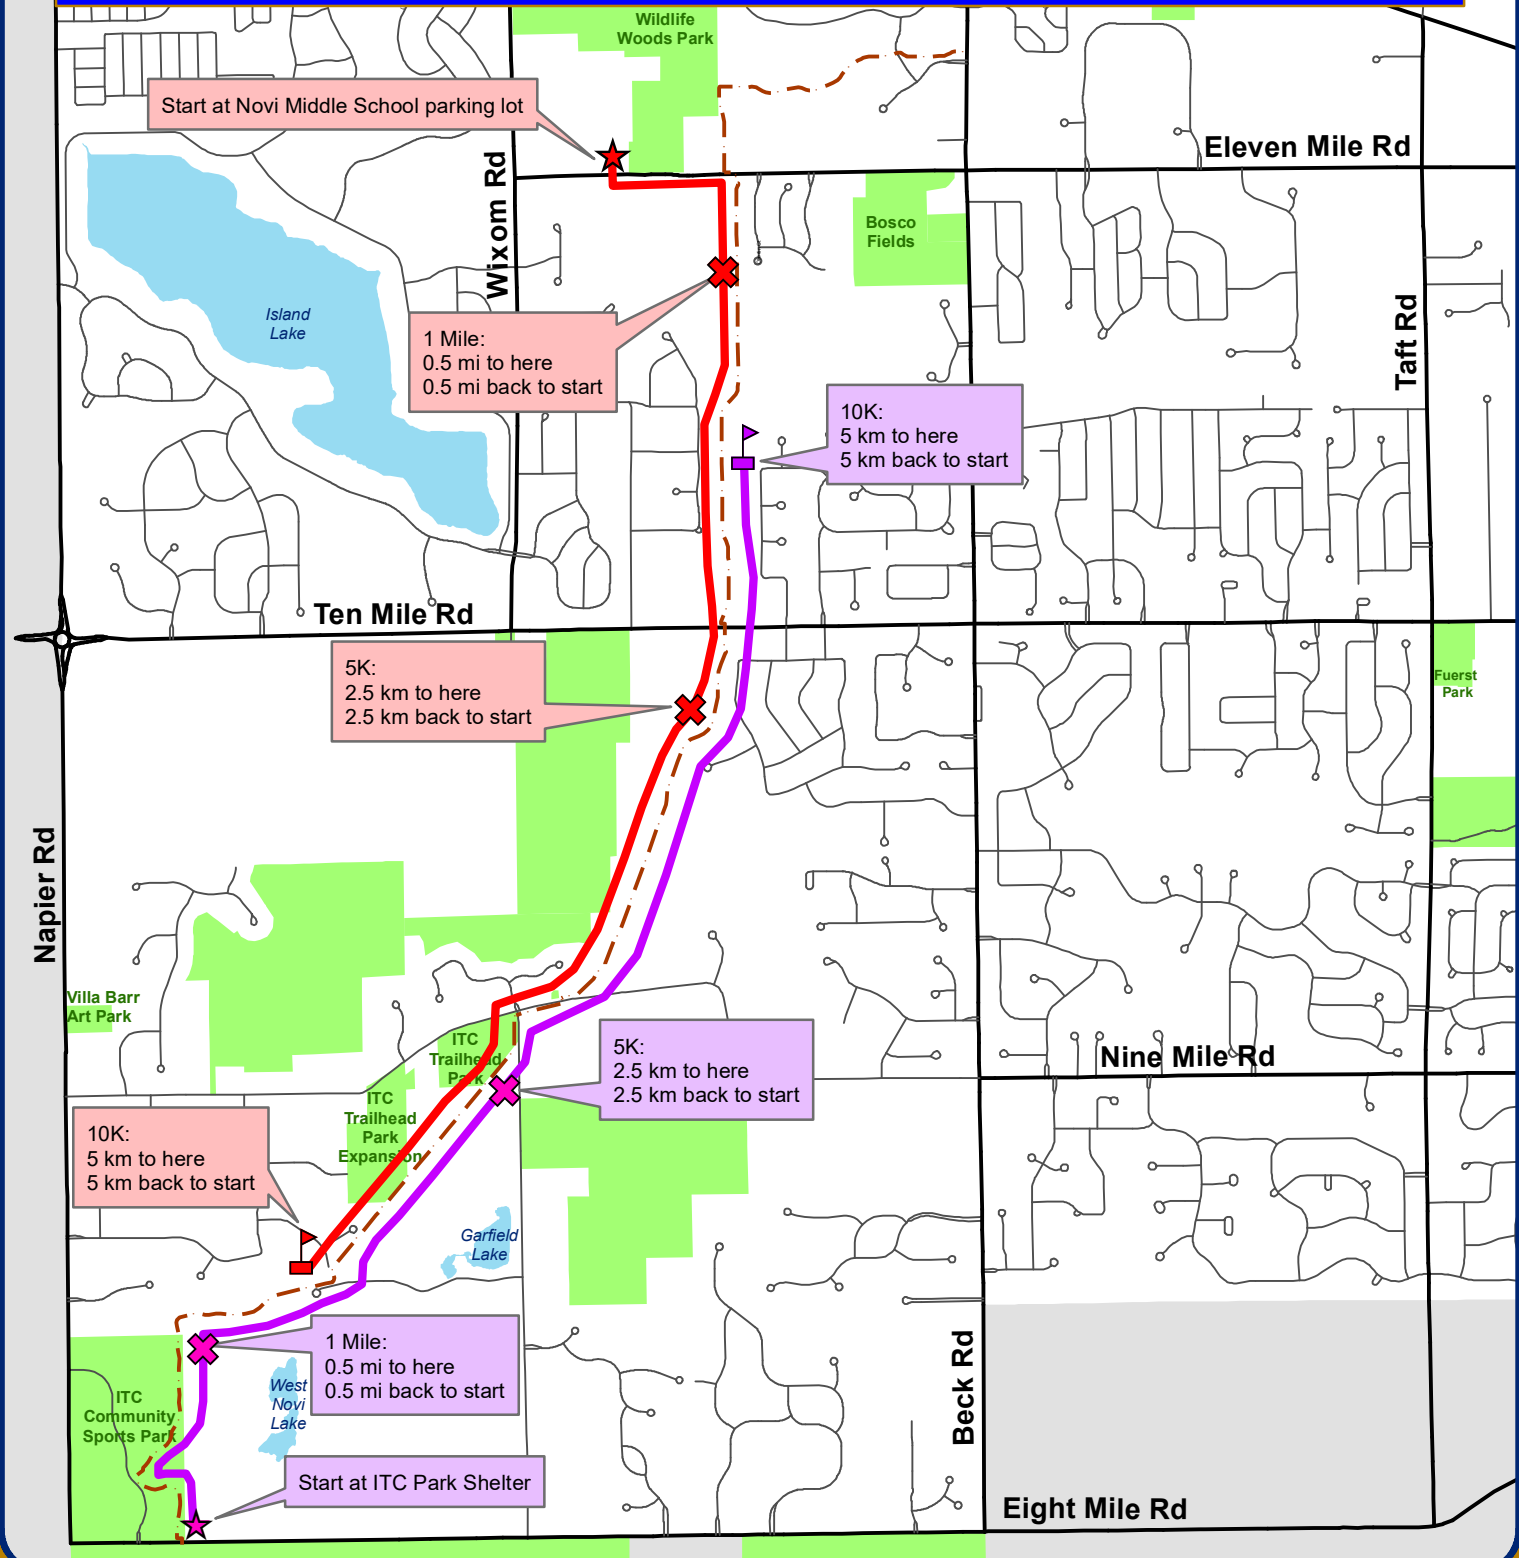 Wildlife
Woods Park
Start at Novi Middle School parking lot
Eleven Mile Rd
Wixom Rd
Bosco
Fields
Island
Lake
1 Mile:
0.5 mi to here
0.5 mi back to start
Taft Rd
10K:
5 km to here
5 km back to start
Ten Mile Rd
5K:
2.5 km to here
2.5 km back to start
Fuerst
Park
Napier Rd
Villa Barr
Art Park
ITC
Trailhead
Park
5K:
2.5 km to here
2.5 km back to start
Nine Mile Rd
ITC
Trailhead
Park
Expansion
10K:
5 km to here
5 km back to start
Garfield
Lake
1 Mile:
0.5 mi to here
0.5 mi back to start
Beck Rd
West
Novi
Lake
ITC
Community
Sports Park
Start at ITC Park Shelter
Eight Mile Rd